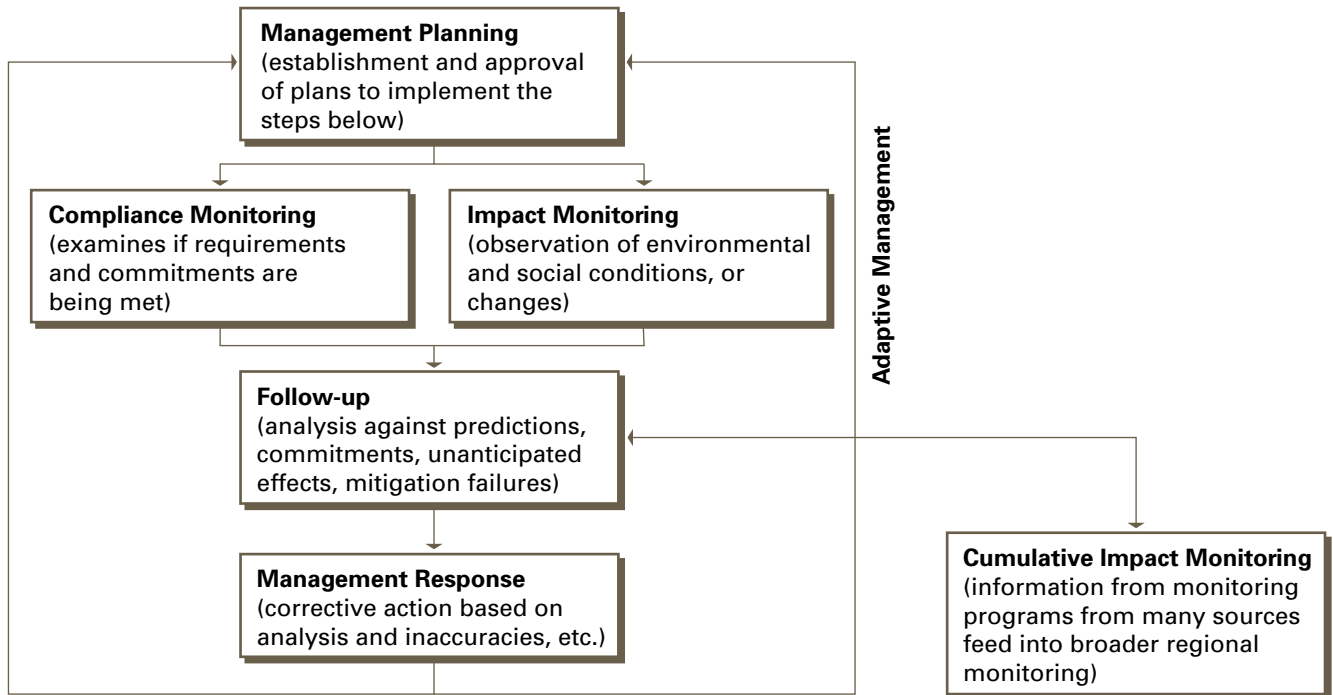 Management Planning
(establishment and approval
of plans to implement the
steps below)
Compliance Monitoring
(examines if requirements
and commitments are
being met)
Impact Monitoring
(observation of environmental
and social conditions, or
changes)
Adaptive Management
Follow-up
(analysis against predictions,
commitments, unanticipated
effects, mitigation failures)
Management Response
(corrective action based on
analysis and inaccuracies, etc.)
Cumulative Impact Monitoring
(information from monitoring
programs from many sources
feed into broader regional
monitoring)